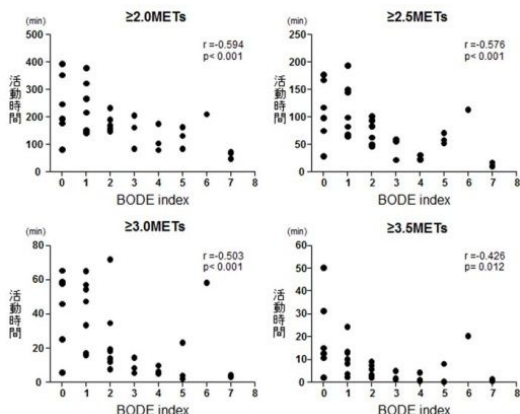 ≥2.0METs
(min)
500
400
300
200
100
0
活動時間
r=-0.594
p< 0.001
0 1 2 3 4 5 6 7 8
BODE index
≥2.5METs
(min)
250
200
150
100
50
0
活動時間
r=-0.576
p< 0.001
0 1 2 3 4 5 6 7 8
BODE index
≥3.0METs
(min)
60
40
20
0
80
活動時間
r=-0.503
p< 0.001
0 1 2 3 4 5 6 7 8
BODE index
≥3.5METs
(min)
60
50
40
30
20
10
0
活動時間
r=-0.426
p= 0.012
0 1 2 3 4 5 6 7 8
BODE index